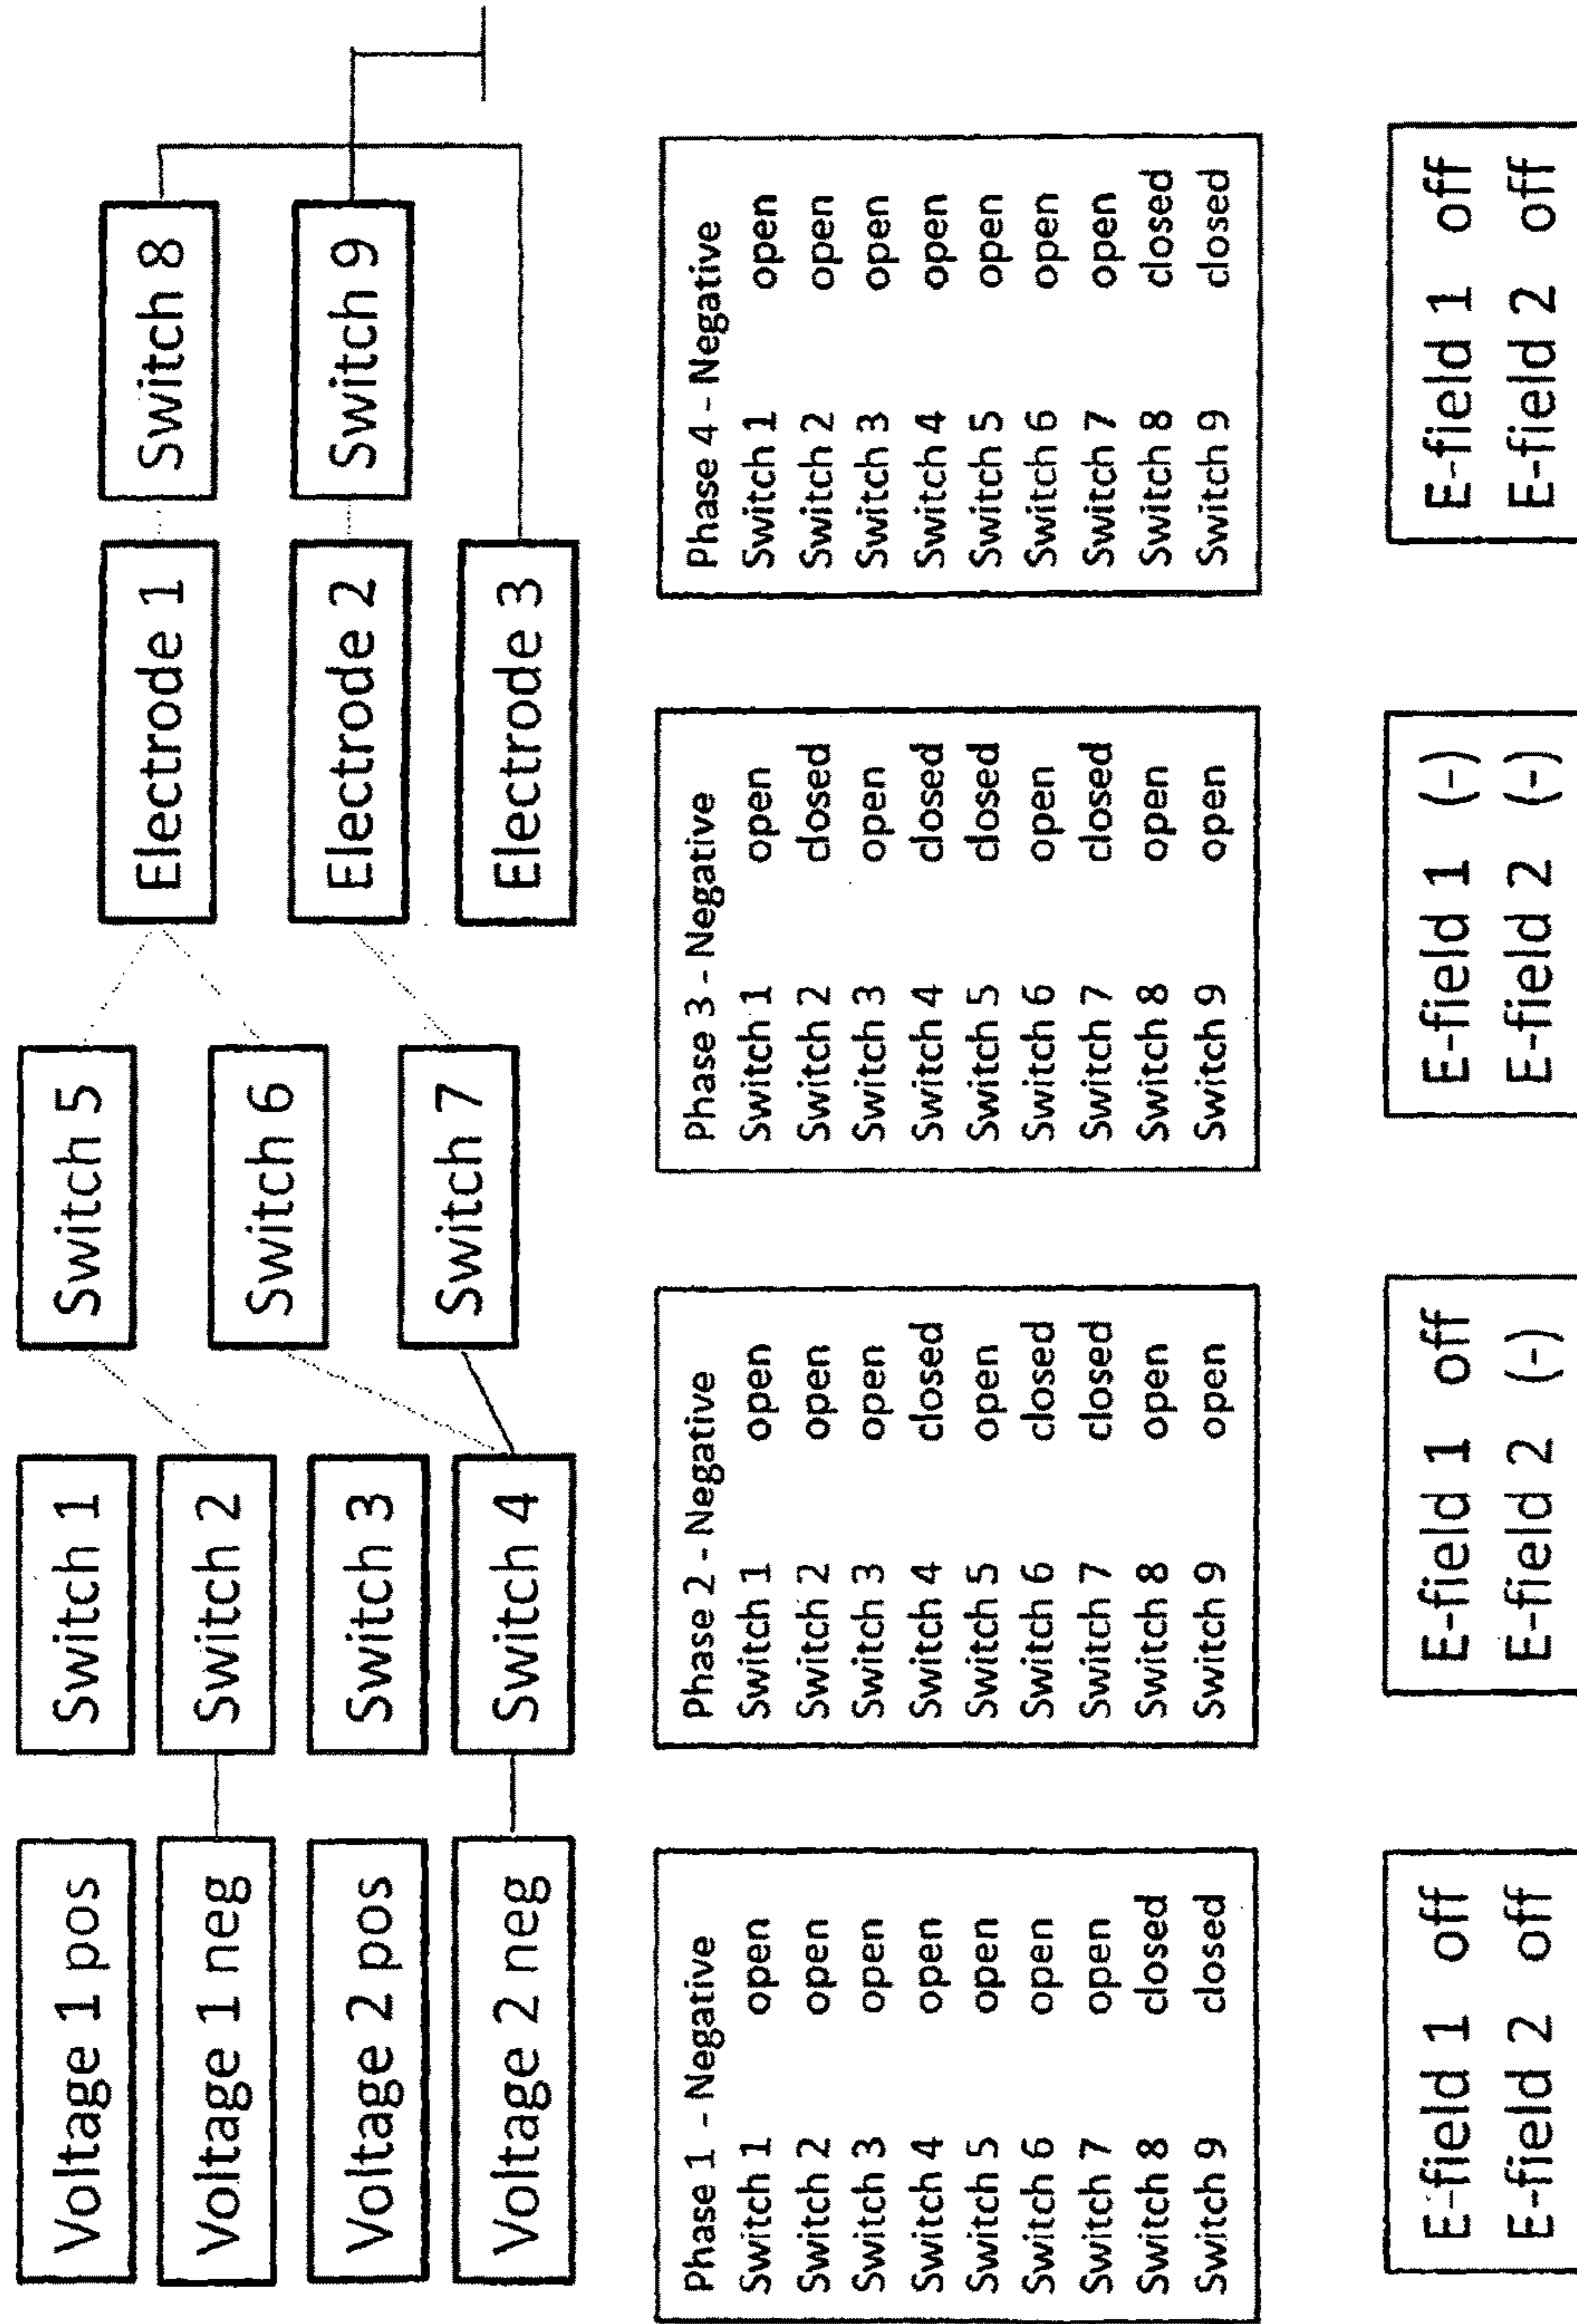 Voltage 1 pos
Voltage 1 neg
Voltage 2 pos
Voltage 2 neg
Switch 1
Switch 2
Switch 3
Switch 4
Switch 5
Switch 6
Switch 7
Electrode 1
Electrode 2
Electrode 3
Switch 8
Switch 9
Phase 1 - Negative
Switch 1 open
Switch 2 open
Switch 3 open
Switch 4 open
Switch 5 open
Switch 6 open
Switch 7 open
Switch 8 closed
Switch 9 closed
Phase 2 - Negative
Switch 1 open
Switch 2 open
Switch 3 open
Switch 4 closed
Switch 5 open
Switch 6 closed
Switch 7 closed
Switch 8 open
Switch 9 open
Phase 3 - Negative
Switch 1 open
Switch 2 closed
Switch 3 open
Switch 4 closed
Switch 5 closed
Switch 6 open
Switch 7 closed
Switch 8 open
Switch 9 open
Phase 4 - Negative
Switch 1 open
Switch 2 open
Switch 3 open
Switch 4 open
Switch 5 open
Switch 6 open
Switch 7 open
Switch 8 closed
Switch 9 closed
E-field 1 off
E-field 2 off
E-field 1 off
E-field 2 (-)
E-field 1 (-)
E-field 2 (-)
E-field 1 off
E-field 2 off